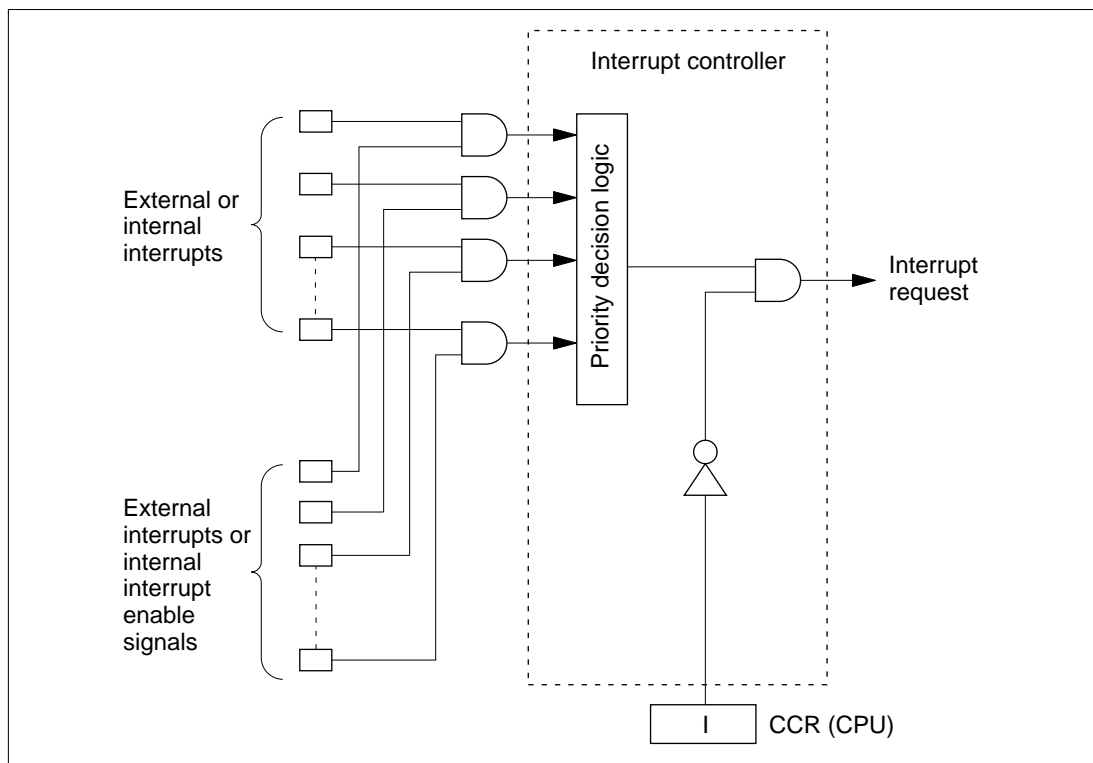 Interrupt controller
External or
internal
interrupts
Priority decision logic
Interrupt
request
External
interrupts or
internal
interrupt
enable
signals
I
CCR (CPU)